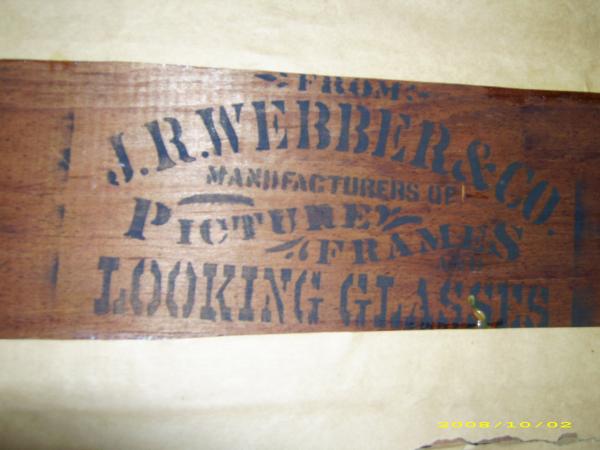 FROM
J.R.WEBBER & CO.
MANUFACTURERS OF
PICTURE
FRAMES
LOOKING GLASSES
2008/10/02